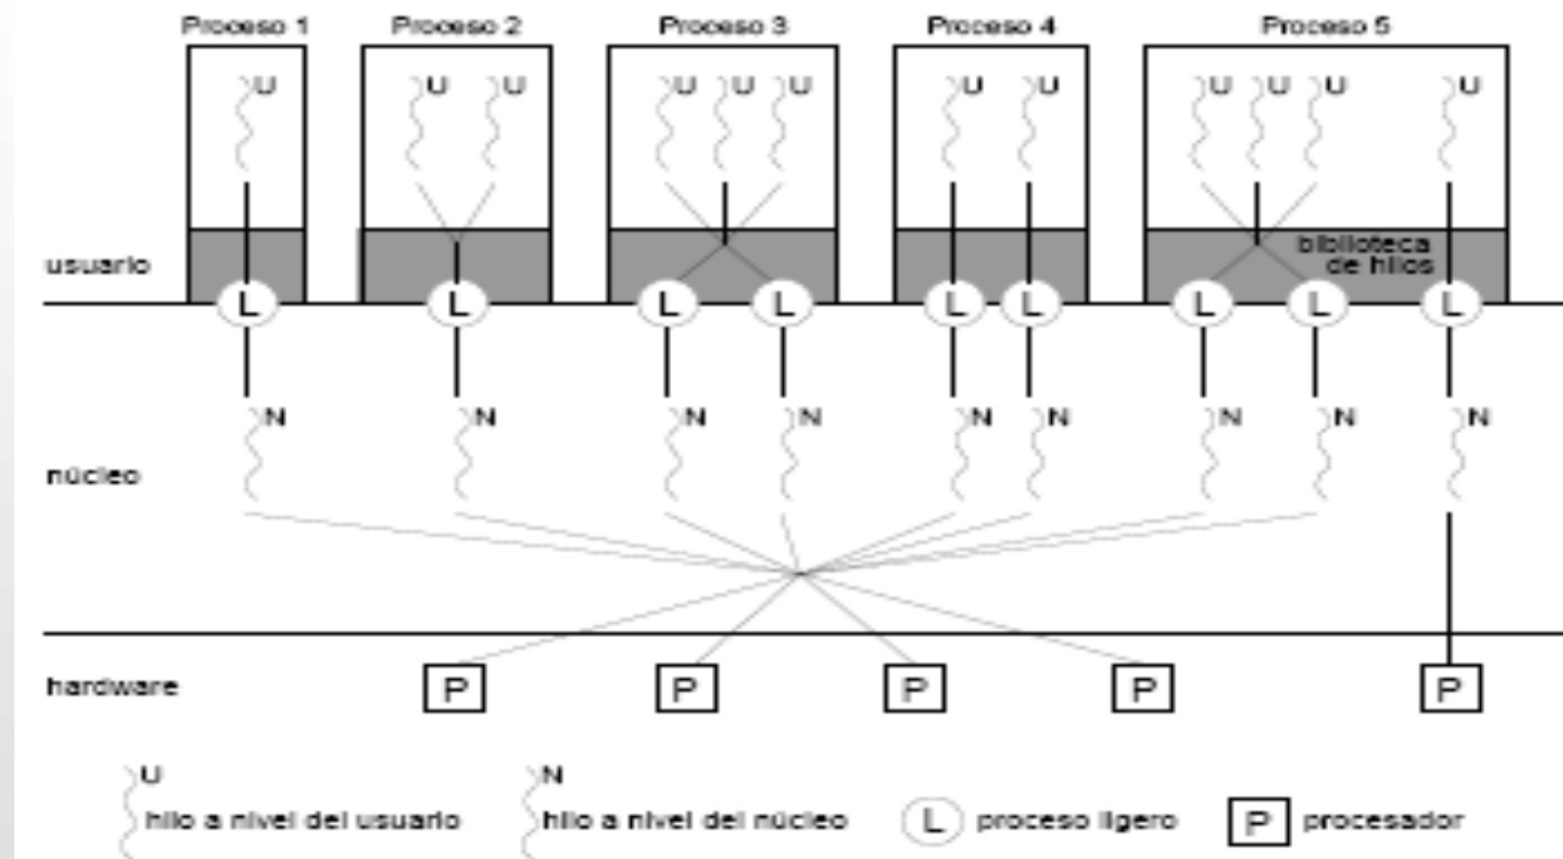 Proceso 1 Proceso 2 Proceso 3 Proceso 4 Proceso 5
U U U U U U U U U U U U
biblioteca
usuario de hilos
L L L L L L L L L
N N N N N N N N N
núcleo
hardware P P P P P
U N
hilo a nivel del usuario hilo a nivel del núcleo L proceso ligero P procesador